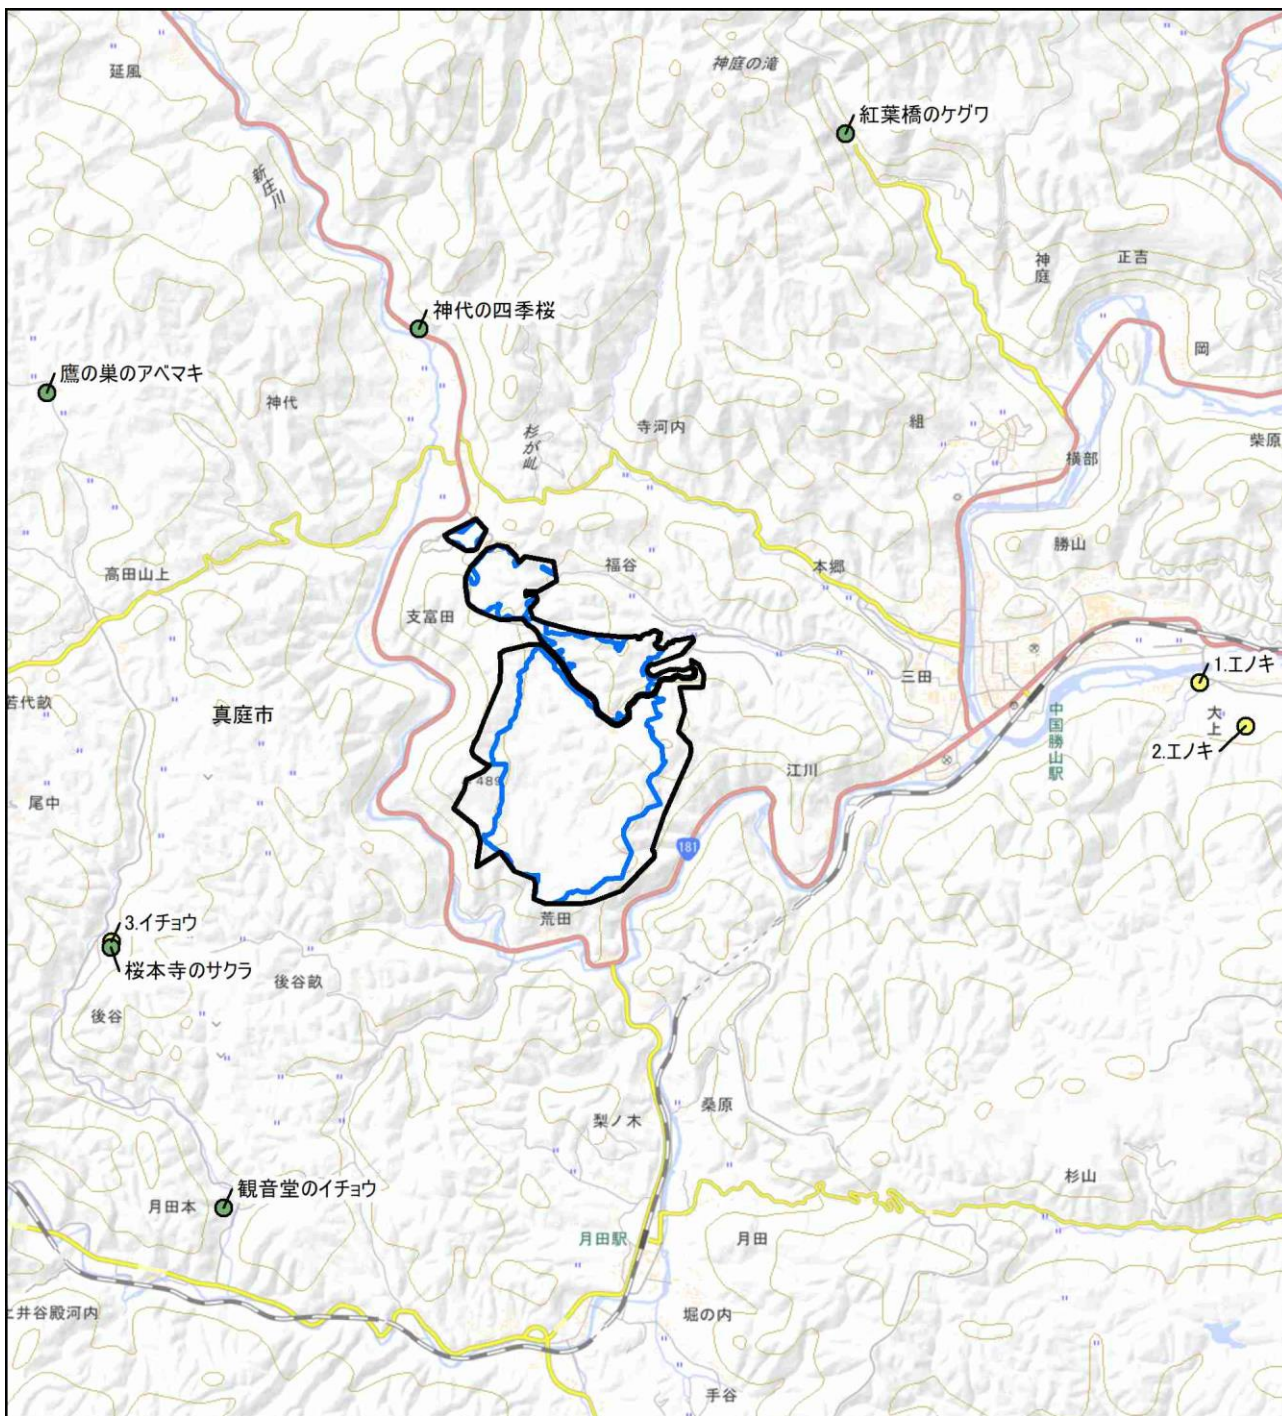 延風
神庭の滝
紅葉橋のケグワ
新庄川
神庭
正吉
神代の四季桜
岡
鷹の巣のアベマキ
神代
杉が乢
寺河内
組
柴原
横部
勝山
福谷
本郷
高田山上
支富田
三田
1.エノキ
若代畝
真庭市
大上
2.エノキ
中国勝山駅
江川
489
尾中
181
荒田
3.イチョウ
桜本寺のサクラ
後谷畝
後谷
桑原
梨ノ木
杉山
観音堂のイチョウ
月田本
月田駅
月田
上井谷殿河内
堀の内
手谷